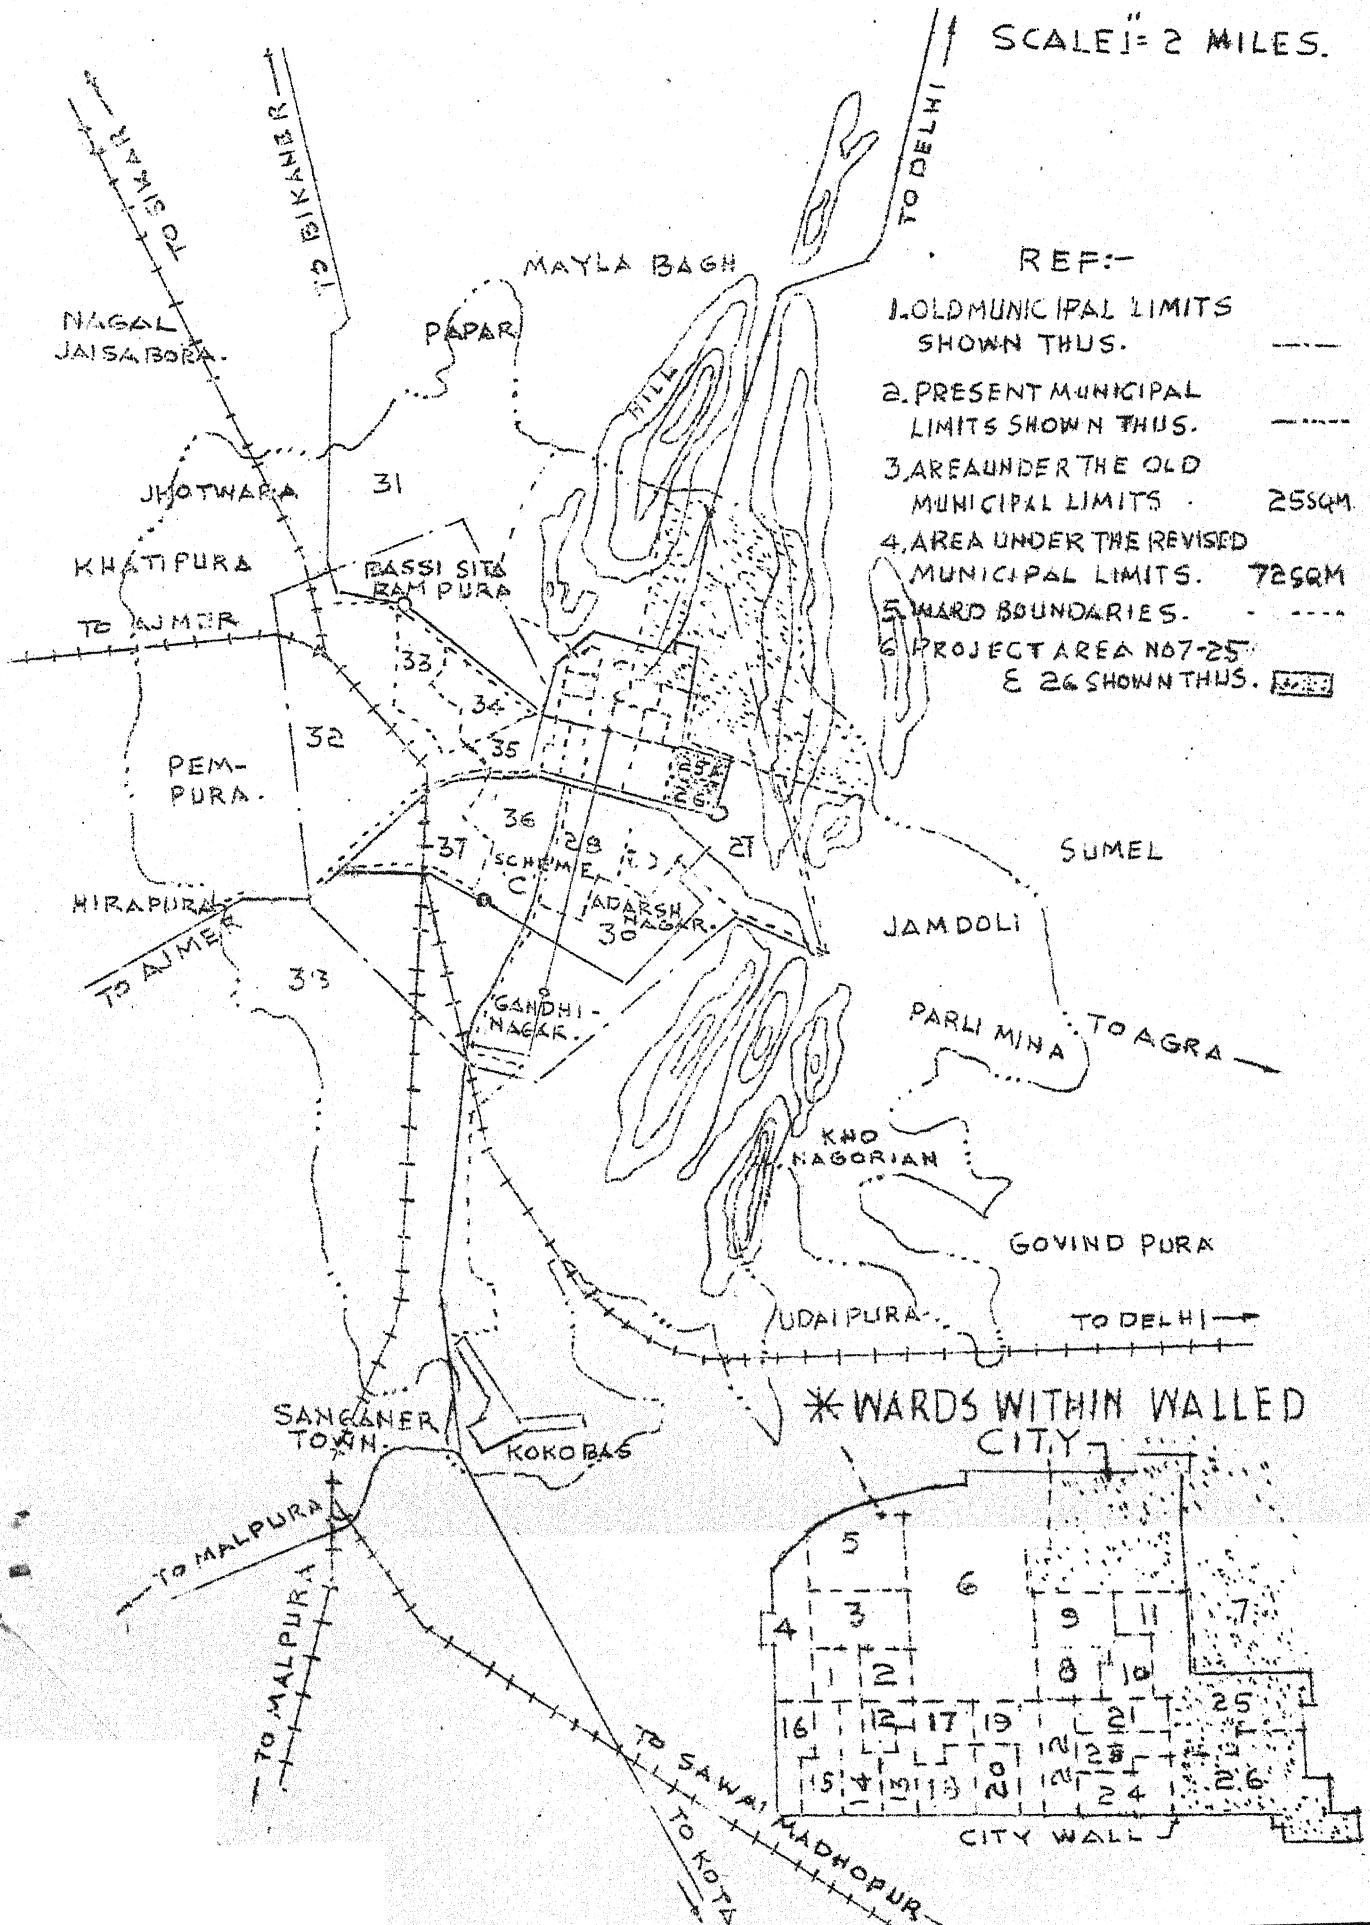 SCALE 1"= 2 MILES.
TO SIKAR
TO BIKANER
TO DELHI
MAYLA BAGH
REF:-
1.OLD MUNICIPAL LIMITS
SHOWN THUS.
NAGAL
JAISABORA.
PAPAR
HILL
2.PRESENT MUNICIPAL
LIMITS SHOWN THUS.
3,AREA UNDER THE OLD
MUNICIPAL LIMITS . 25SQM
4,AREA UNDER THE REVISED
MUNICIPAL LIMITS. 72SQM
5.WARD BOUNDARIES.
6 PROJECT AREA NO7-25
& 26 SHOWN THUS.
JHOTWARA
31
KHATIPURA
BASSI SITA
RAM PURA
TO AJMER
33
34
32
35
PEM-
PURA.
36
28
27
37
SCHEME
C
ADARSH
NAGAR.
30
SUMEL
HIRAPURA
TO AJMER
JAMDOLI
33
GANDHI-
NAGAR.
PARLI MINA
TO AGRA
KHO
NAGORIAN
GOVIND PURA
UDAIPURA
TO DELHI
SANGANER
TOWN.
KOKOBAS
TO MALPURA
TO MALPURA
TO SAWAI MADHOPUR
TO KOTA
* WARDS WITHIN WALLED
CITY
5
6
4
3
9
11
7
1
2
8
10
25
16
12
17
19
21
22
23
15
14
13
18
20
24
26
CITY WALL